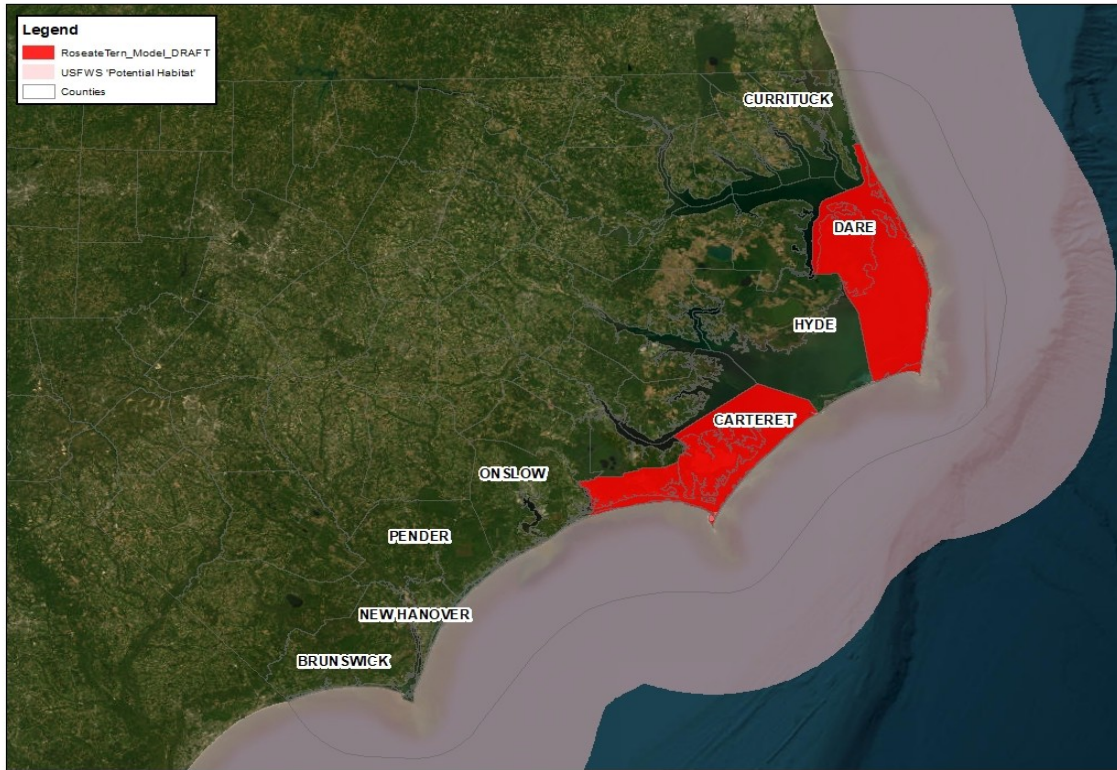 Legend
RoseateTern_Model_DRAFT
USFWS 'Potential Habitat'
Counties
CURRITUCK
DARE
HYDE
CARTERET
ONSLOW
PENDER
NEW HANOVER
BRUNSWICK